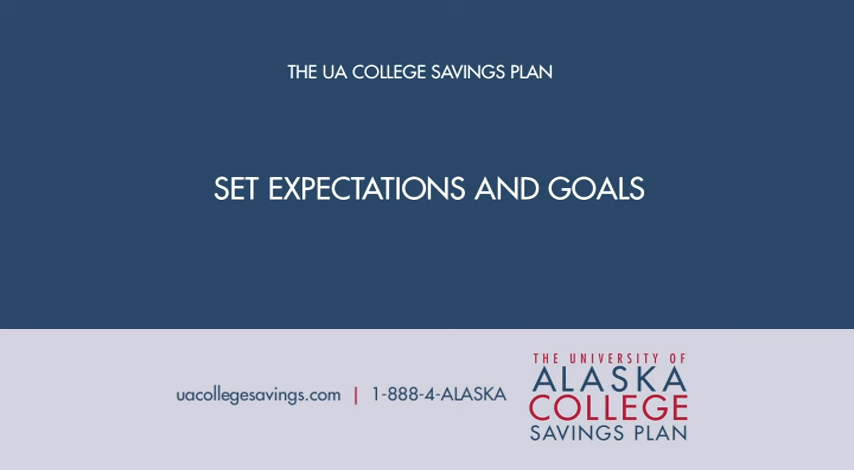 THE UA COLLEGE SAVINGS PLAN
SET EXPECTATIONS AND GOALS
uacollegesavings.com | 1-888-4-ALASKA
THE UNIVERSITY OF
ALASKA
COLLEGE
SAVINGS PLAN